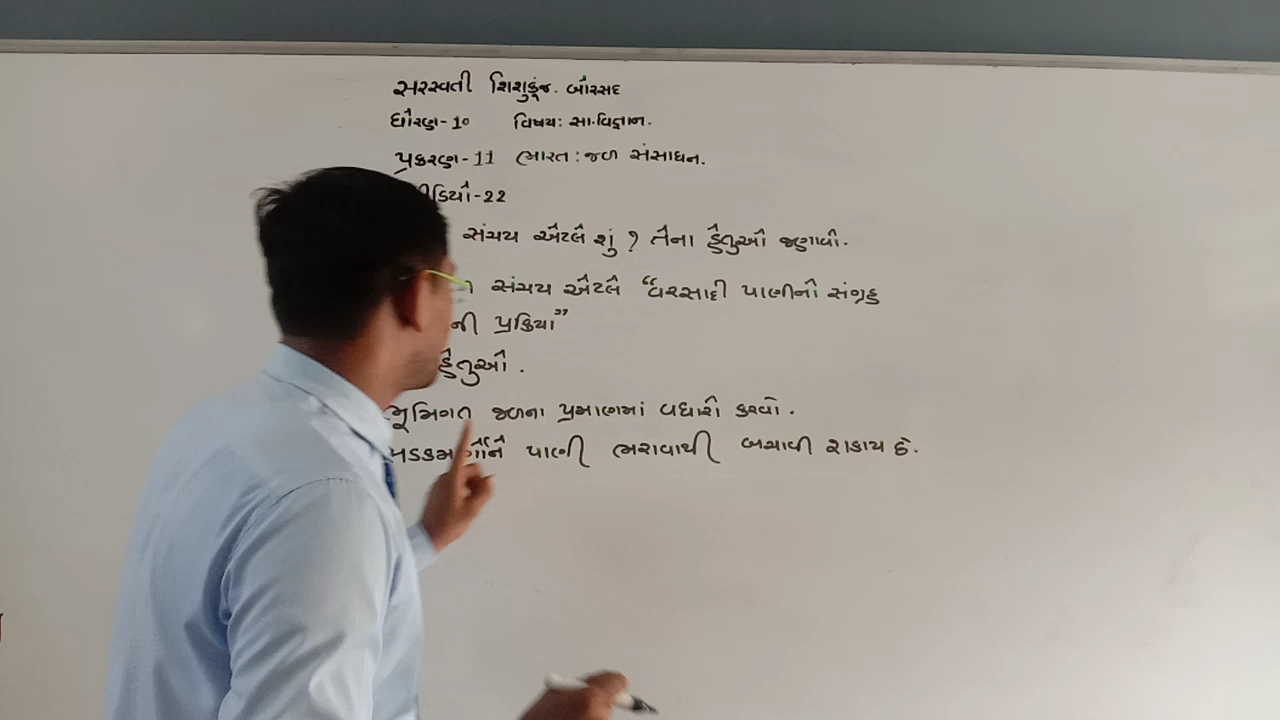 સરસ્વતી શિશુકુંજ. બોરસદ
ધોરણ-10 વિષય: સા.વિજ્ઞાન.
પ્રકરણ-11 ભારત : જળ સંસાધન.
ડિયો-22
સંચય એટલે શું ? તેના હેતુઓ જણાવો.
સંચય એટલે “વરસાદી પાણીનો સંગ્રહ
ની પ્રક્રિયા”
હેતુઓ.
ભૂમિગત જળના પ્રમાણમાં વધારો કરવો.
પાણી ભરાવાથી બચાવી શકાય છે.